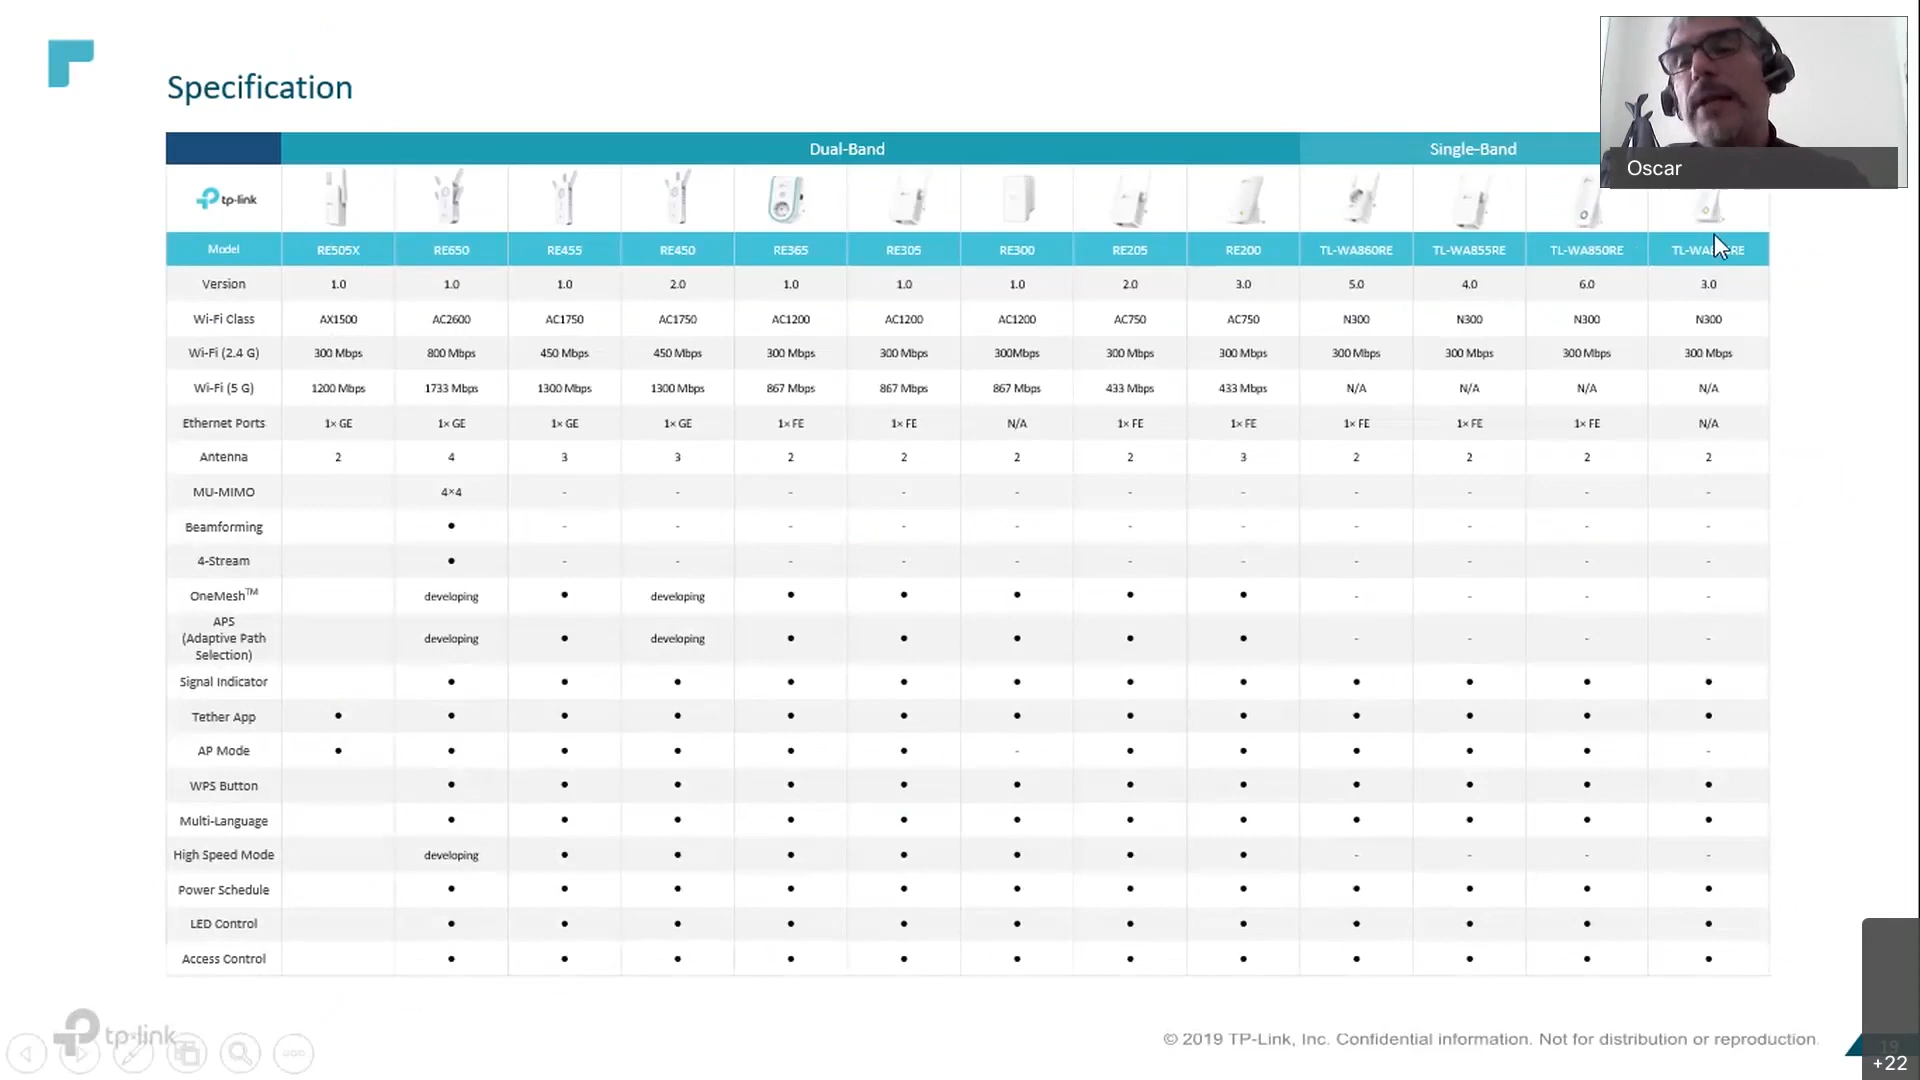 Specification
Oscar
Dual-Band Single-Band
tp-link
Model RE505X RE650 RE455 RE450 RE365 RE305 RE300 RE205 RE200 TL-WA860RE TL-WA855RE TL-WA850RE
Version 1.0 1.0 1.0 2.0 1.0 1.0 1.0 2.0 3.0 5.0 4.0 6.0 3.0
Wi-Fi Class AX1500 AC2600 AC1750 AC1750 AC1200 AC1200 AC1200 AC750 AC750 N300 N300 N300 N300
Wi-Fi (2.4 G) 300 Mbps 800 Mbps 450 Mbps 450 Mbps 300 Mbps 300 Mbps 300Mbps 300 Mbps 300 Mbps 300 Mbps 300 Mbps 300 Mbps 300 Mbps
Wi-Fi (5 G) 1200 Mbps 1733 Mbps 1300 Mbps 1300 Mbps 867 Mbps 867 Mbps 867 Mbps 433 Mbps 433 Mbps N/A N/A N/A N/A
Ethernet Ports 1× GE 1× GE 1× GE 1× GE 1× FE 1× FE N/A 1× FE 1× FE 1× FE 1× FE 1× FE N/A
Antenna 2 4 3 3 2 2 2 2 3 2 2 2 2
MU-MIMO 4×4 - - - - - - - - - - -
Beamforming • - - - - - - - - - - -
4-Stream • - - - - - - - - - - -
OneMesh™ developing • developing • • • • • - - - -
APS
(Adaptive Path developing • developing • • • • • - - - -
Selection)
Signal Indicator • • • • • • • • • • • •
Tether App • • • • • • • • • • • • •
AP Mode • • • • • • - • • • • • -
WPS Button • • • • • • • • • • • •
Multi-Language • • • • • • • • • • • •
High Speed Mode developing • • • • • • • - - - -
Power Schedule • • • • • • • • • • • •
LED Control • • • • • • • • • • • •
Access Control • • • • • • • • • • • •
tp-link
© 2019 TP-Link, Inc. Confidential information. Not for distribution or reproduction.
19
+22